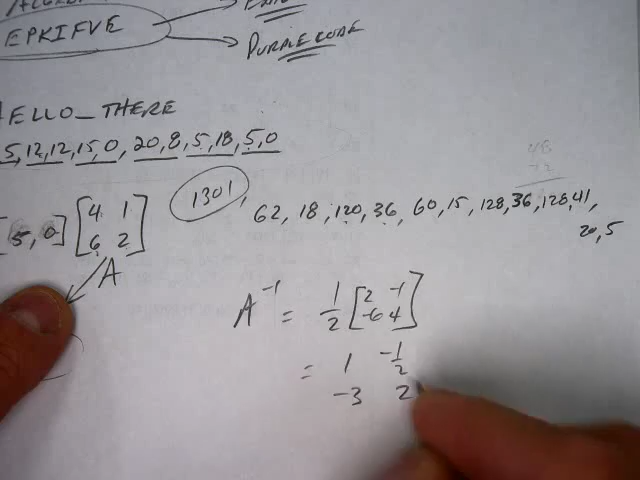 EPKIFVE
PURPLE CODE
ELLO_THERE
5, 12, 12, 15, 0, 20, 8, 5, 18, 5, 0
[5, 0] [4 1
6 2]
A
1301,
62, 18, 120, 36, 60, 15, 128, 36, 128, 41,
20, 5
A⁻¹ = 1/2 [2 -1
-6 4]
= 1 -1/2
-3 2